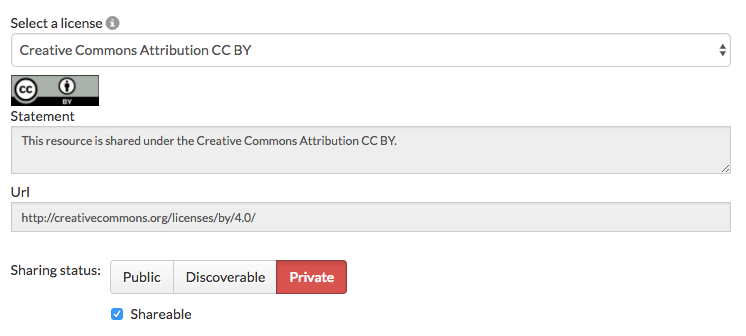 Select a license
Creative Commons Attribution CC BY
cc
BY
Statement
This resource is shared under the Creative Commons Attribution CC BY.
Url
http://creativecommons.org/licenses/by/4.0/
Sharing status: Public Discoverable Private
Shareable